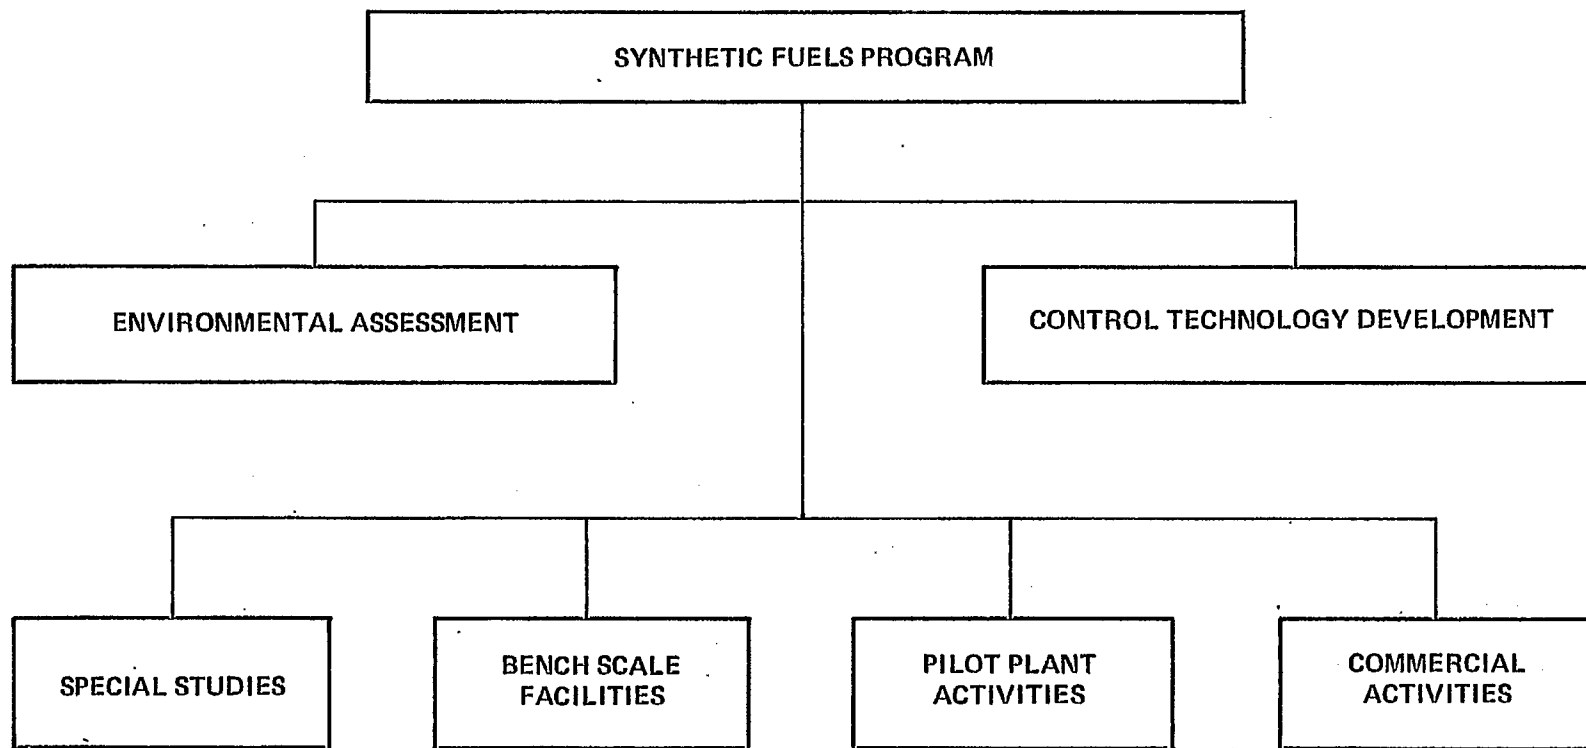 SYNTHETIC FUELS PROGRAM
ENVIRONMENTAL ASSESSMENT
CONTROL TECHNOLOGY DEVELOPMENT
SPECIAL STUDIES
BENCH SCALE
FACILITIES
PILOT PLANT
ACTIVITIES
COMMERCIAL
ACTIVITIES